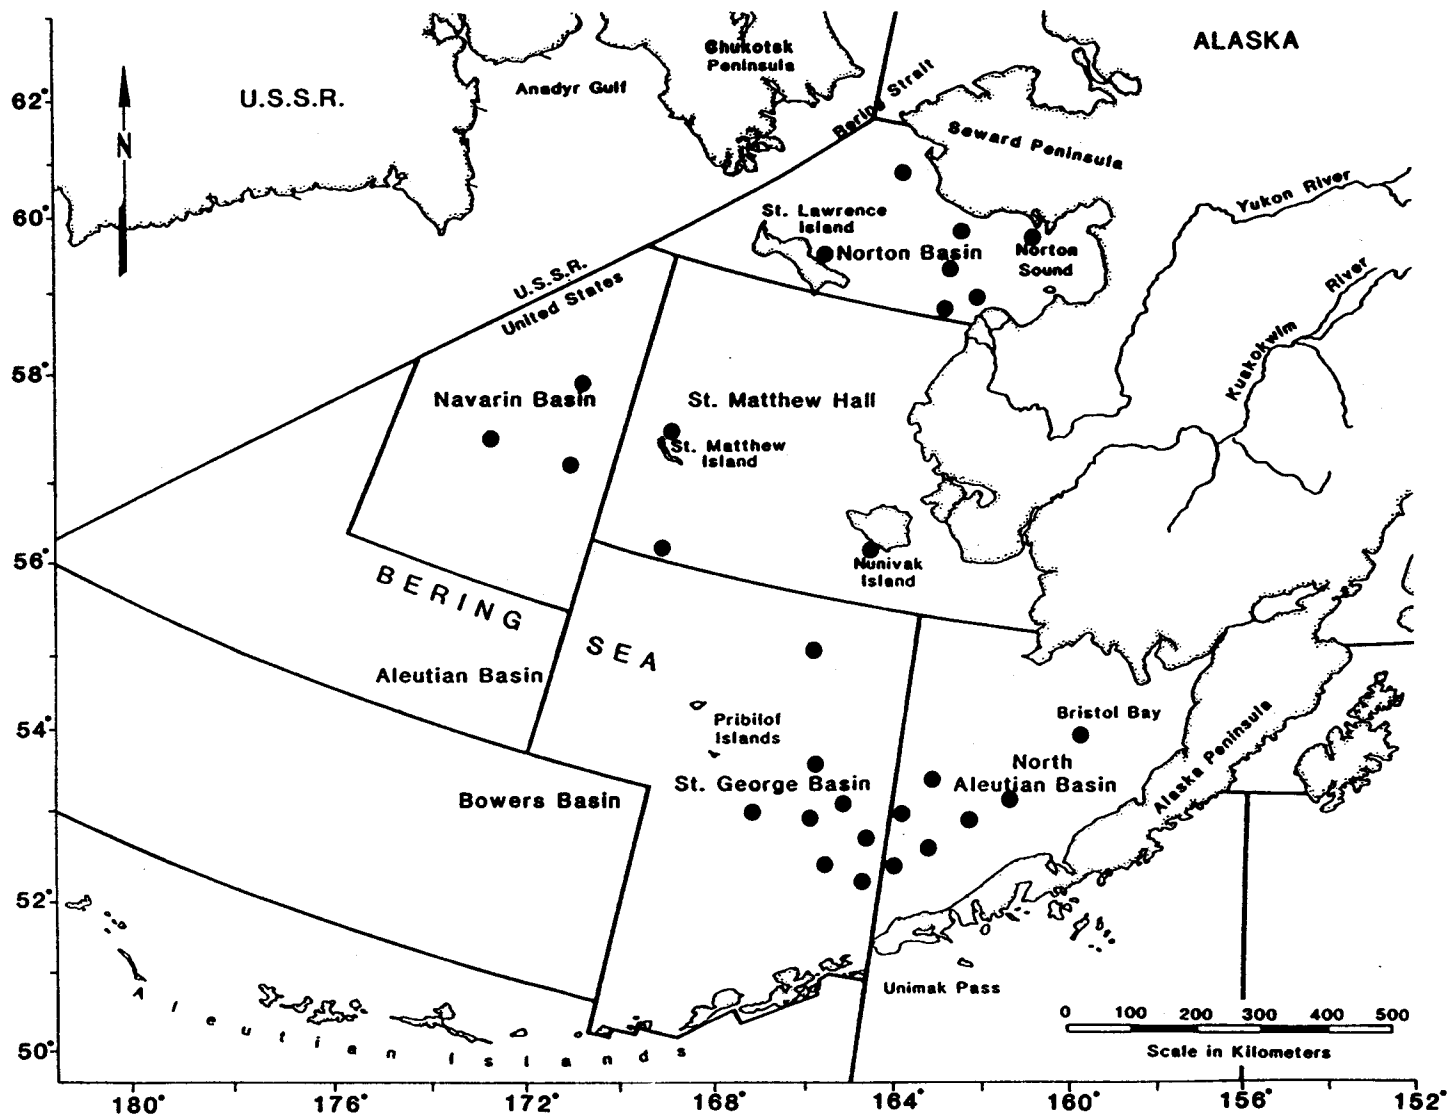 ALASKA
Chukotsk
Peninsula
Anadyr Gulf
U.S.S.R.
62°
N
Bering Strait
Seward Peninsula
Yukon River
60°
St. Lawrence
Island
Norton Basin
Norton
Sound
U.S.S.R.
United States
River
Kuskokwim
58°
Navarin Basin
St. Matthew Hall
St. Matthew
Island
56°
Nunivak
Island
BERING
SEA
Aleutian Basin
54°
Pribilof
Islands
Bristol Bay
North
Aleutian Basin
St. George Basin
Alaska Peninsula
Bowers Basin
52°
Unimak Pass
Aleutian Islands
0 100 200 300 400 500
Scale in Kilometers
50°
180° 176° 172° 168° 164° 160° 156° 152°